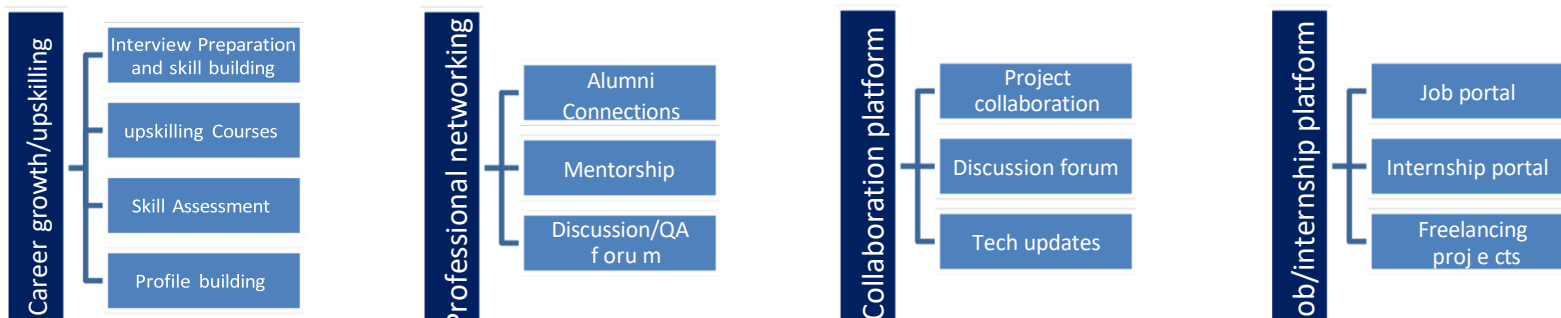 Career growth/upskilling
Interview Preparation
and skill building
upskilling Courses
Skill Assessment
Profile building
Professional networking
Alumni
Connections
Mentorship
Discussion/QA
f oru m
Collaboration platform
Project
collaboration
Discussion forum
Tech updates
ob/internship platform
Job portal
Internship portal
Freelancing
proj e cts